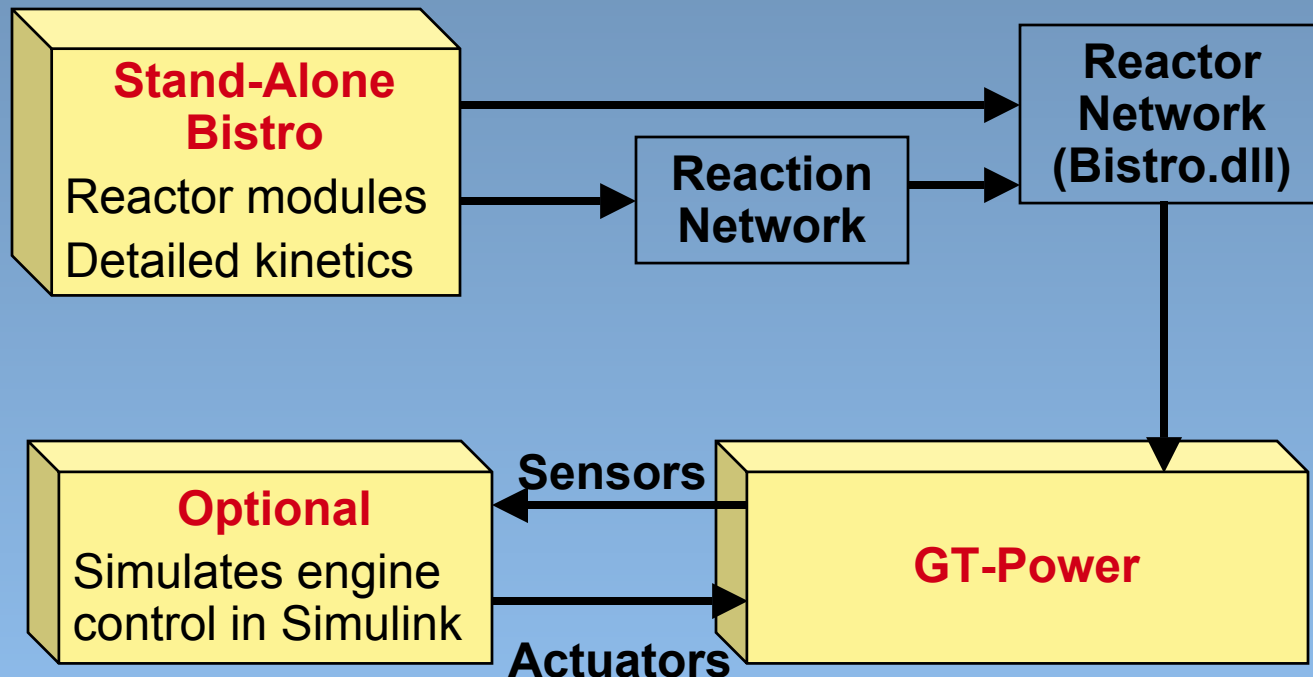 Stand-Alone
Bistro
Reactor modules
Detailed kinetics
Reaction
Network
Reactor
Network
(Bistro.dll)
Optional
Simulates engine
control in Simulink
Sensors
Actuators
GT-Power